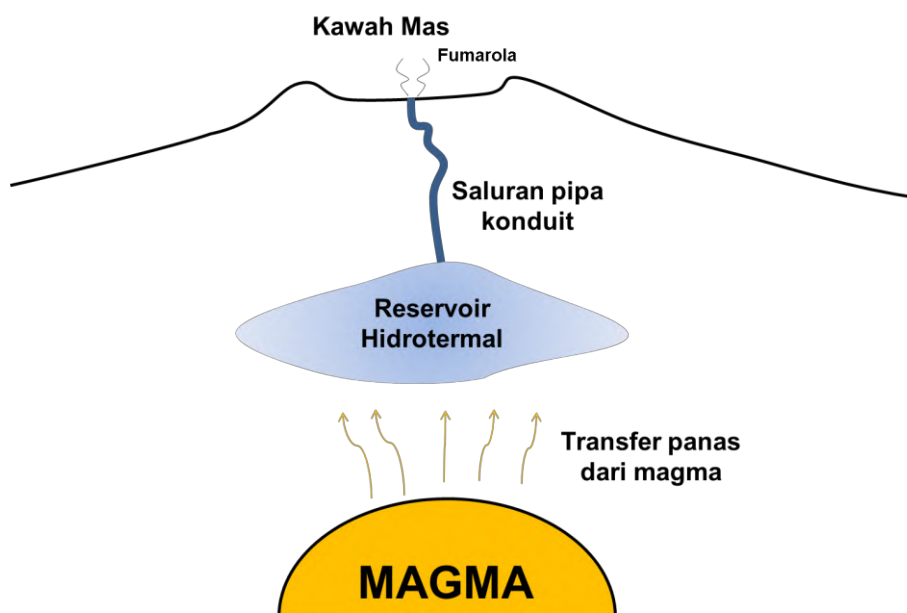 Kawah Mas
Fumarola
Saluran pipa
konduit
Reservoir
Hidrotermal
Transfer panas
dari magma
MAGMA